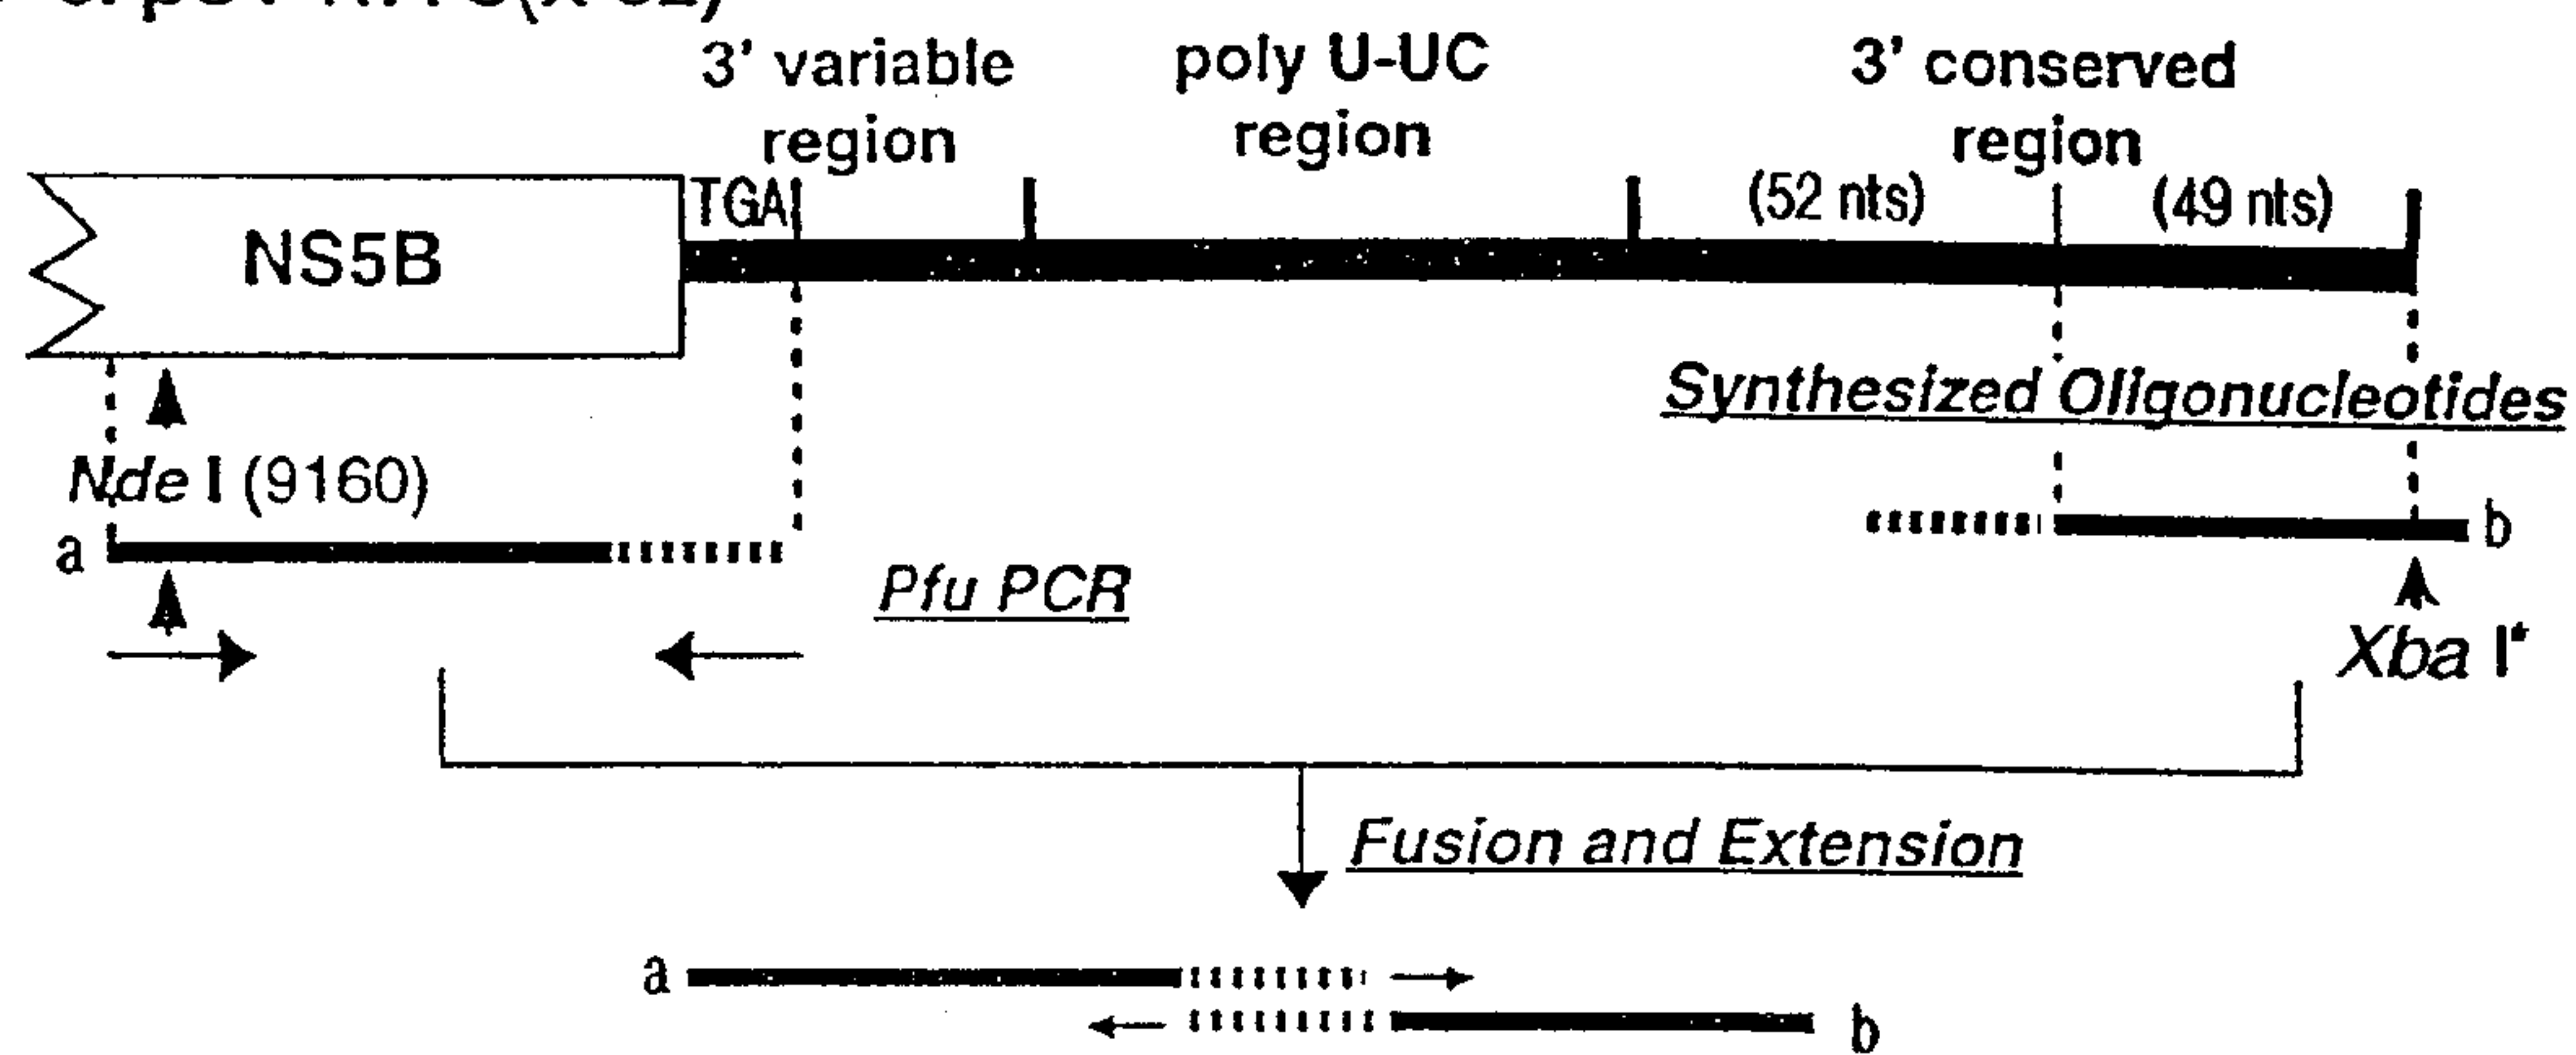 3' variable region
poly U-UC region
3' conserved region
TGA
(52 nts)
(49 nts)
NS5B
Synthesized Oligonucleotides
Nde I (9160)
a
b
Pfu PCR
Xba I*
Fusion and Extension
a
b